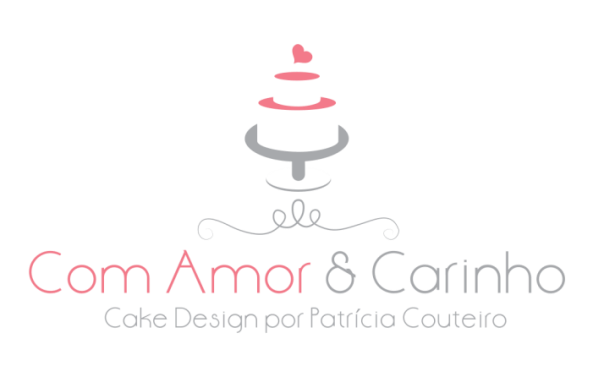 Com Amor & Carinho
Cake Design por Patrícia Couteiro